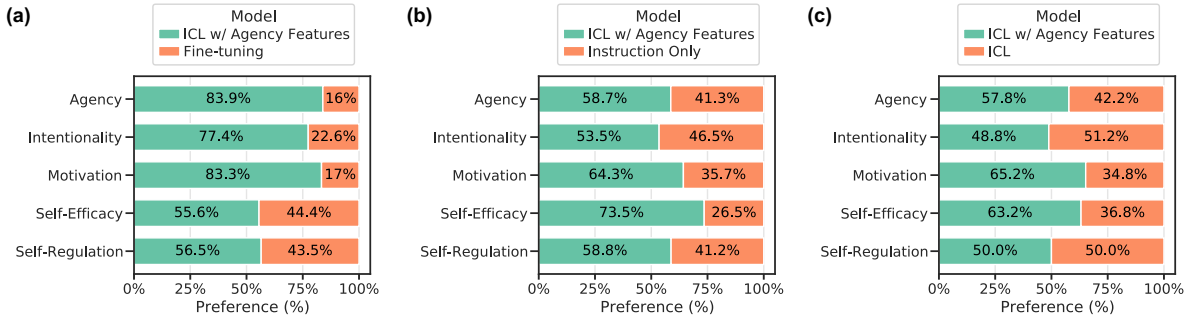 (a)
Model
ICL w/ Agency Features
Fine-tuning
Agency 83.9% 16%
Intentionality 77.4% 22.6%
Motivation 83.3% 17%
Self-Efficacy 55.6% 44.4%
Self-Regulation 56.5% 43.5%
0% 25% 50% 75% 100%
Preference (%)
(b)
Model
ICL w/ Agency Features
Instruction Only
Agency 58.7% 41.3%
Intentionality 53.5% 46.5%
Motivation 64.3% 35.7%
Self-Efficacy 73.5% 26.5%
Self-Regulation 58.8% 41.2%
0% 25% 50% 75% 100%
Preference (%)
(c)
Model
ICL w/ Agency Features
ICL
Agency 57.8% 42.2%
Intentionality 48.8% 51.2%
Motivation 65.2% 34.8%
Self-Efficacy 63.2% 36.8%
Self-Regulation 50.0% 50.0%
0% 25% 50% 75% 100%
Preference (%)